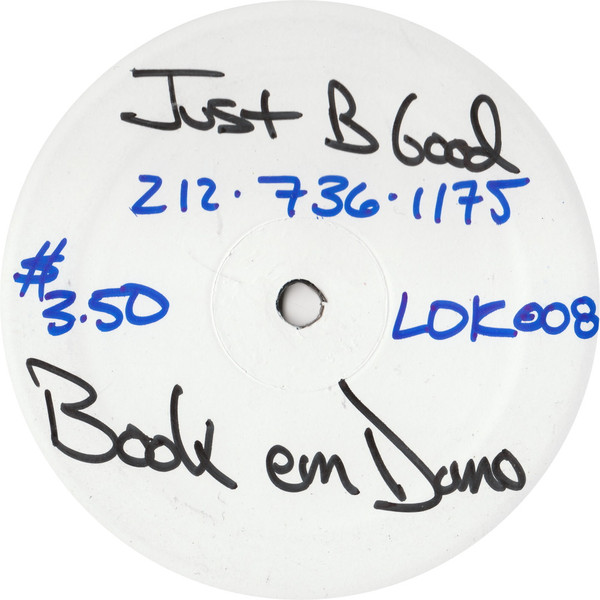 Just B Good
212.736.1175
#
3.50
LOK008
Book em Dano